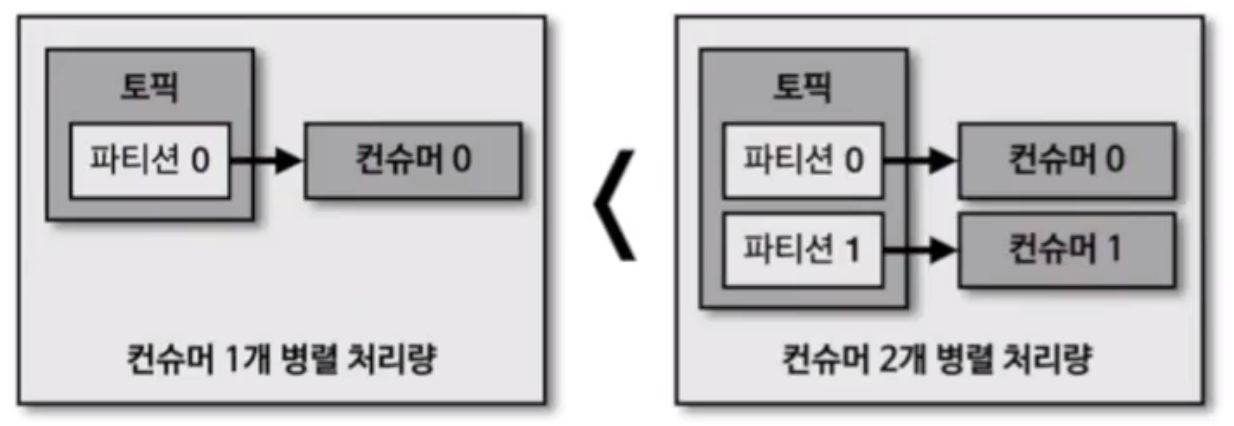 토픽
파티션 0
컨슈머 0
컨슈머 1개 병렬 처리량
<
토픽
파티션 0
컨슈머 0
파티션 1
컨슈머 1
컨슈머 2개 병렬 처리량